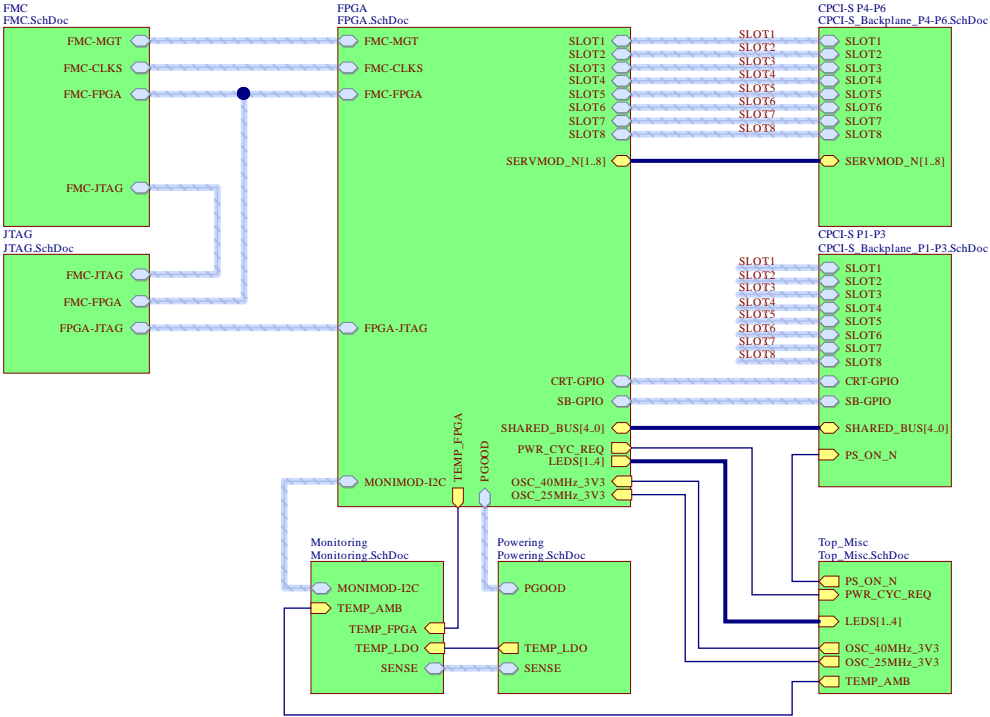 FMC
FMC.SchDoc
FMC-MGT
FMC-CLKS
FMC-FPGA
FMC-JTAG
JTAG
JTAG.SchDoc
FMC-JTAG
FMC-FPGA
FPGA-JTAG
FPGA
FPGA.SchDoc
FMC-MGT
FMC-CLKS
FMC-FPGA
FPGA-JTAG
MONIMOD-I2C
SLOT1
SLOT2
SLOT3
SLOT4
SLOT5
SLOT6
SLOT7
SLOT8
SERVMOD_N[1..8]
CRT-GPIO
SB-GPIO
SHARED_BUS[4..0]
PWR_CYC_REQ
LEDS[1..4]
OSC_40MHz_3V3
OSC_25MHz_3V3
TEMP_FPGA
PGOOD
SLOT1
SLOT2
SLOT3
SLOT4
SLOT5
SLOT6
SLOT7
SLOT8
CPCI-S P4-P6
CPCI-S_Backplane_P4-P6.SchDoc
SLOT1
SLOT2
SLOT3
SLOT4
SLOT5
SLOT6
SLOT7
SLOT8
SERVMOD_N[1..8]
CPCI-S P1-P3
CPCI-S_Backplane_P1-P3.SchDoc
SLOT1
SLOT2
SLOT3
SLOT4
SLOT5
SLOT6
SLOT7
SLOT8
SLOT1
SLOT2
SLOT3
SLOT4
SLOT5
SLOT6
SLOT7
SLOT8
CRT-GPIO
SB-GPIO
SHARED_BUS[4..0]
PS_ON_N
Monitoring
Monitoring.SchDoc
MONIMOD-I2C
TEMP_AMB
TEMP_FPGA
TEMP_LDO
SENSE
Powering
Powering.SchDoc
PGOOD
TEMP_LDO
SENSE
Top_Misc
Top_Misc.SchDoc
PS_ON_N
PWR_CYC_REQ
LEDS[1..4]
OSC_40MHz_3V3
OSC_25MHz_3V3
TEMP_AMB